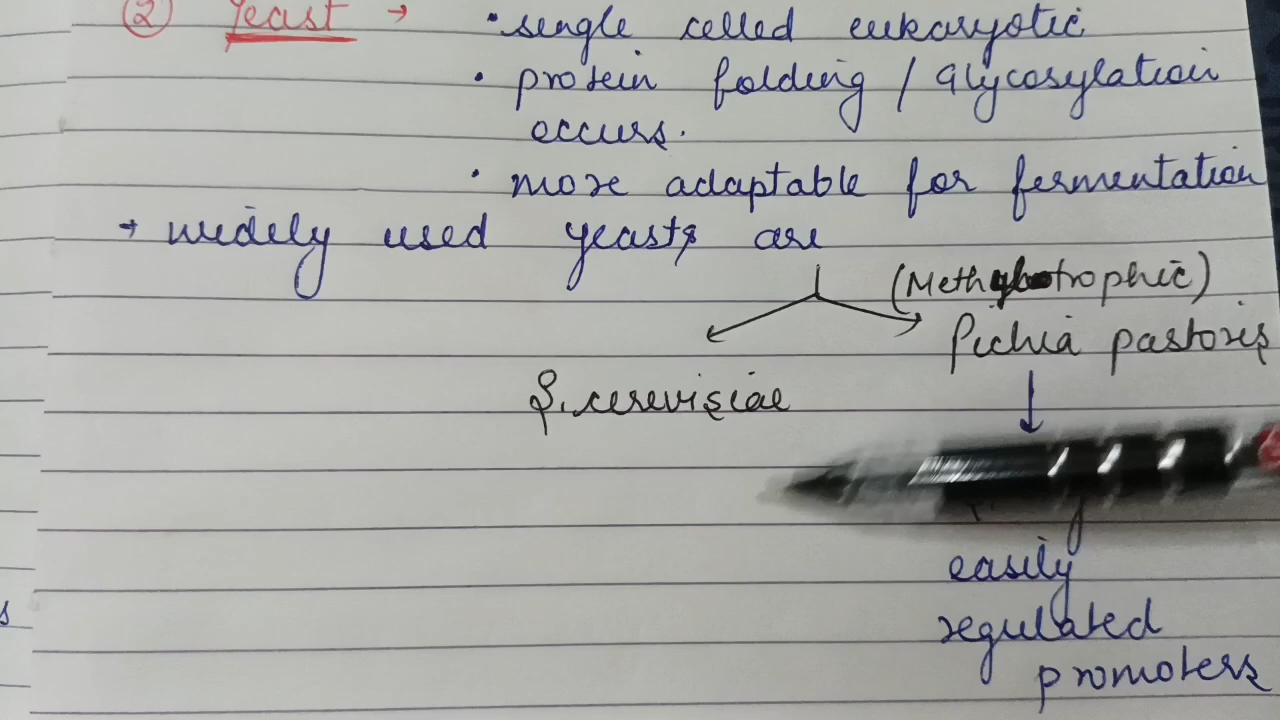 ② Yeast → • single celled eukaryotic
• protein folding / Glycosylation
occurs.
• more adaptable for fermentation
→ widely used yeasts are
(Methylotrophic)
Pichia pastoris
S. cerevisiae
easily
regulated
promoters
s